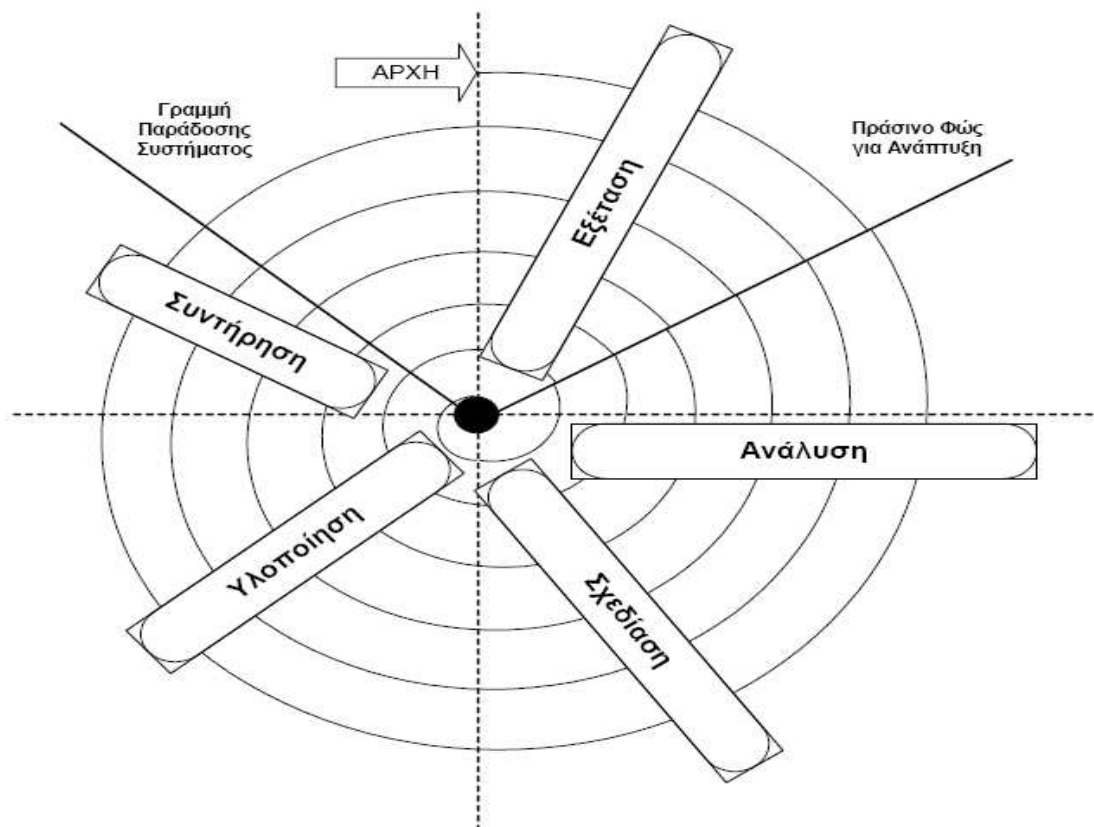 ΑΡΧΗ
Γραμμή
Παράδοσης
Συστήματος
Πράσινο Φώς
για Ανάπτυξη
Εξέταση
Συντήρηση
Ανάλυση
Υλοποίηση
Σχεδίαση